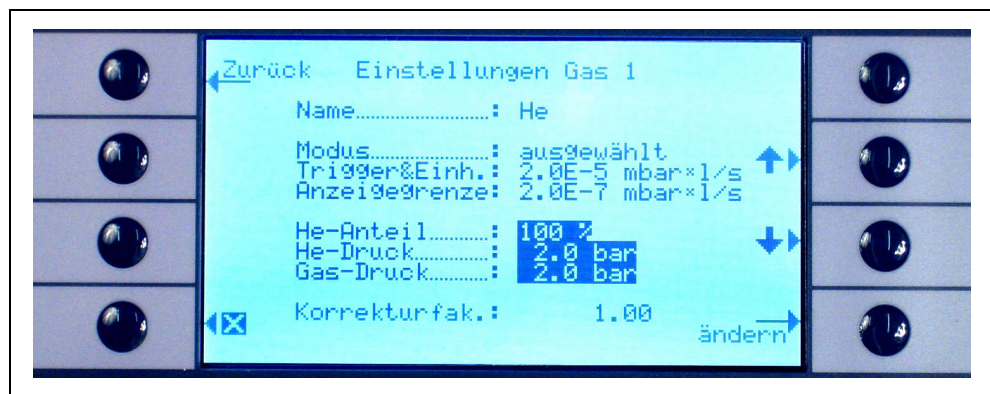 Zurück Einstellungen Gas 1
Name............: He
Modus............: ausgewählt
Trigger&Einh.: 2.0E-5 mbar*l/s
Anzeigegrenze: 2.0E-7 mbar*l/s
He-Anteil.......: 100 %
He-Druck........: 2.0 bar
Gas-Druck.......: 2.0 bar
Korrekturfak.: 1.00
ändern